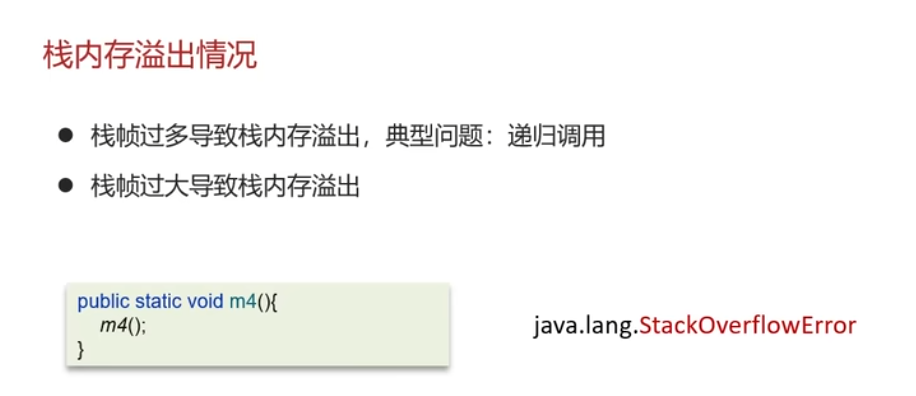 栈内存溢出情况
● 栈帧过多导致栈内存溢出，典型问题：递归调用
● 栈帧过大导致栈内存溢出
public static void m4(){
m4();
}
java.lang.StackOverflowError